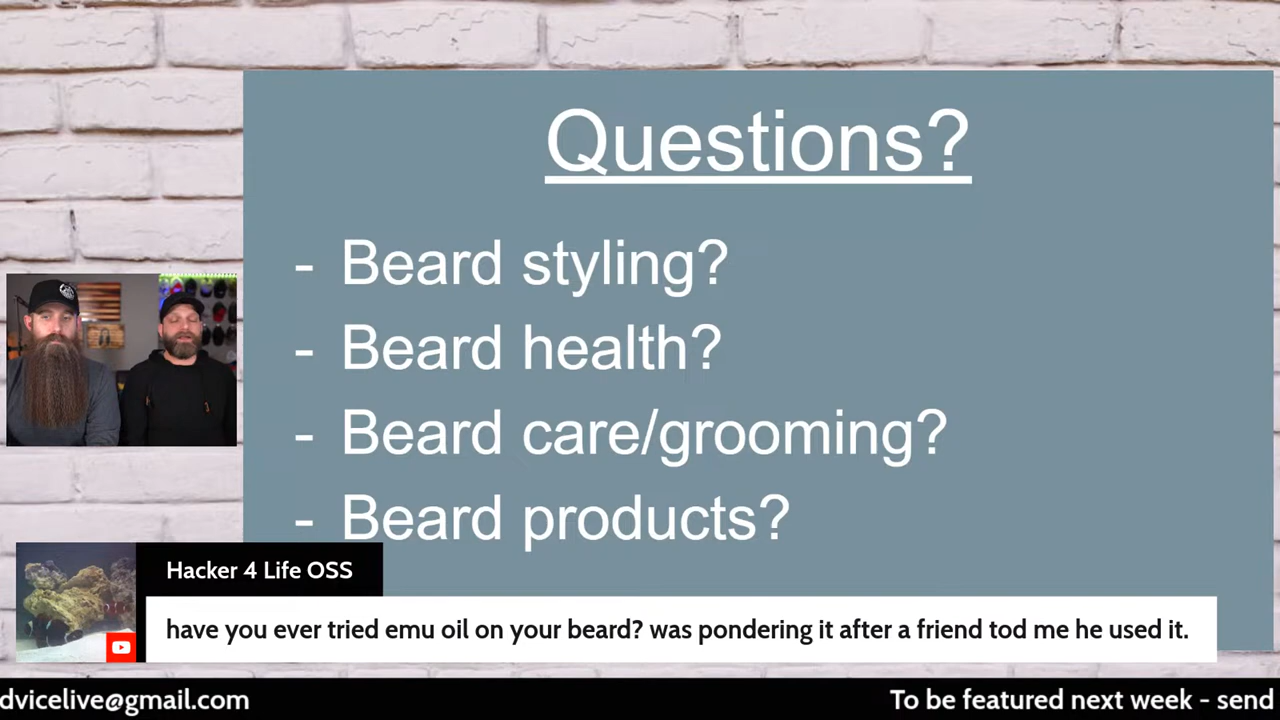 Questions?
- Beard styling?
- Beard health?
- Beard care/grooming?
- Beard products?
Hacker 4 Life OSS
have you ever tried emu oil on your beard? was pondering it after a friend tod me he used it.
dvicelive@gmail.com
To be featured next week - send